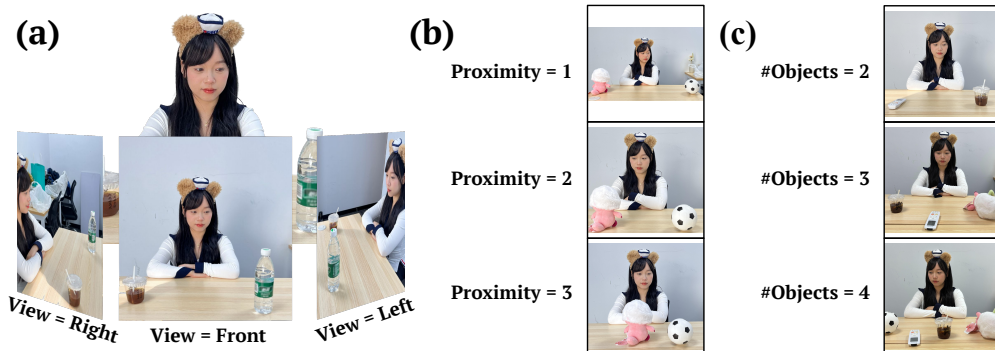 (a)
View = Right
View = Front
View = Left
(b)
Proximity = 1
Proximity = 2
Proximity = 3
(c)
#Objects = 2
#Objects = 3
#Objects = 4